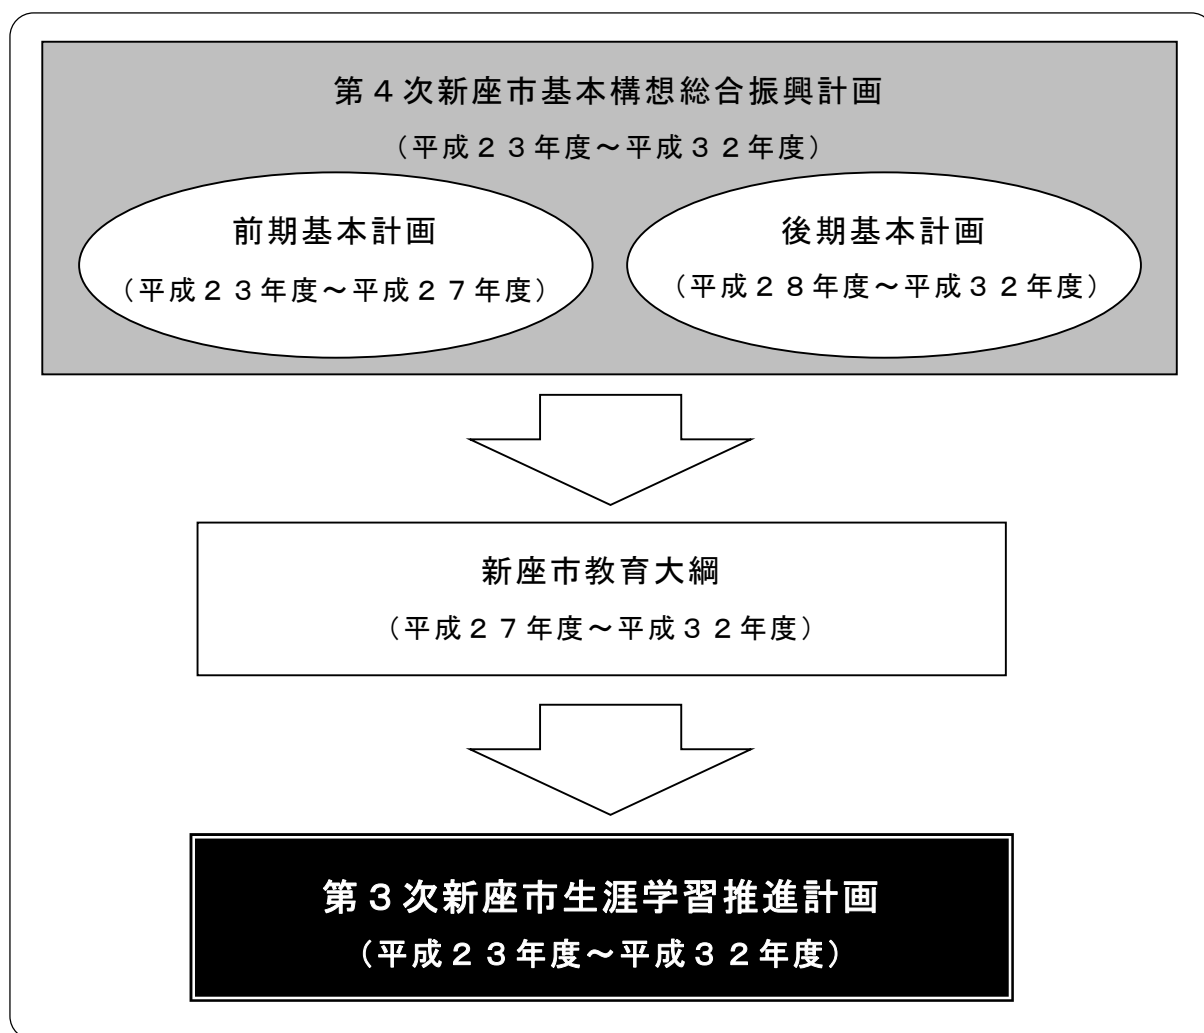 第４次新座市基本構想総合振興計画
（平成２３年度～平成３２年度）
前期基本計画
（平成２３年度～平成２７年度）
後期基本計画
（平成２８年度～平成３２年度）
新座市教育大綱
（平成２７年度～平成３２年度）
第３次新座市生涯学習推進計画
（平成２３年度～平成３２年度）